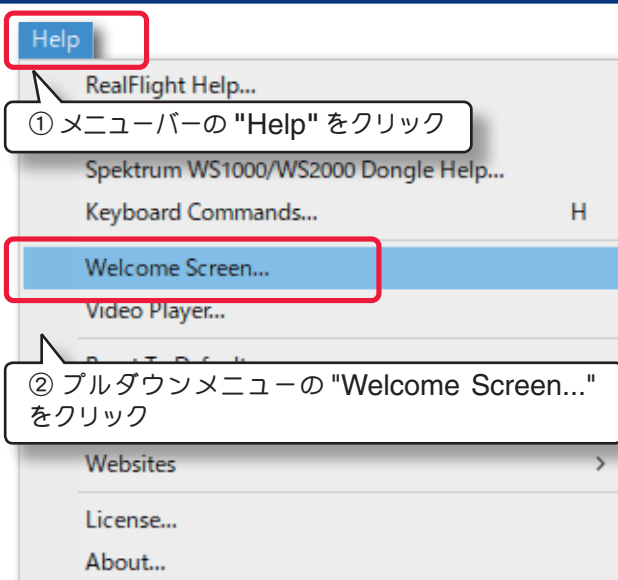 Help
RealFlight Help...
① メニューバーの "Help" をクリック
Spektrum WS1000/WS2000 Dongle Help...
Keyboard Commands... H
Welcome Screen...
Video Player...
② プルダウンメニューの "Welcome Screen..."
をクリック
Websites >
License...
About...